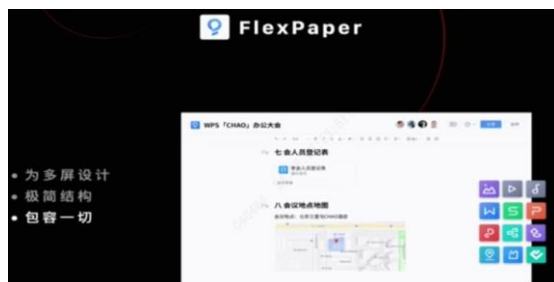 FlexPaper
WPS「CHAO」办公大会
七 会人员登记表
• 为多屏设计
• 极简结构
• 包容一切
八 会议地点地图